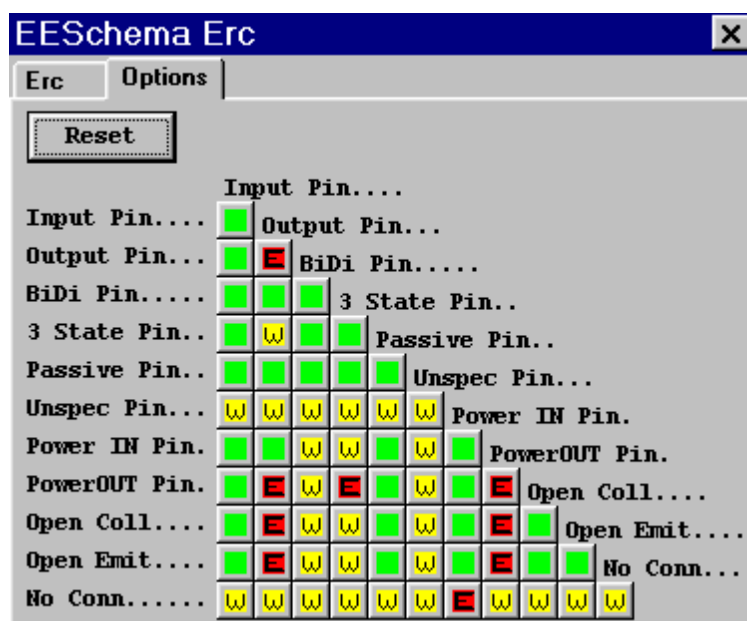 EESchema Erc
Erc Options
Reset
Input Pin....
Input Pin.... Output Pin...
Output Pin... E BiDi Pin.....
BiDi Pin..... 3 State Pin..
3 State Pin.. W Passive Pin..
Passive Pin.. Unspec Pin...
Unspec Pin... W W W W W W Power IN Pin.
Power IN Pin. W W W PowerOUT Pin.
PowerOUT Pin. E W E W E Open Coll....
Open Coll.... E W W W E Open Emit....
Open Emit.... E W W W E No Conn...
No Conn...... W W W W W W E W W W W